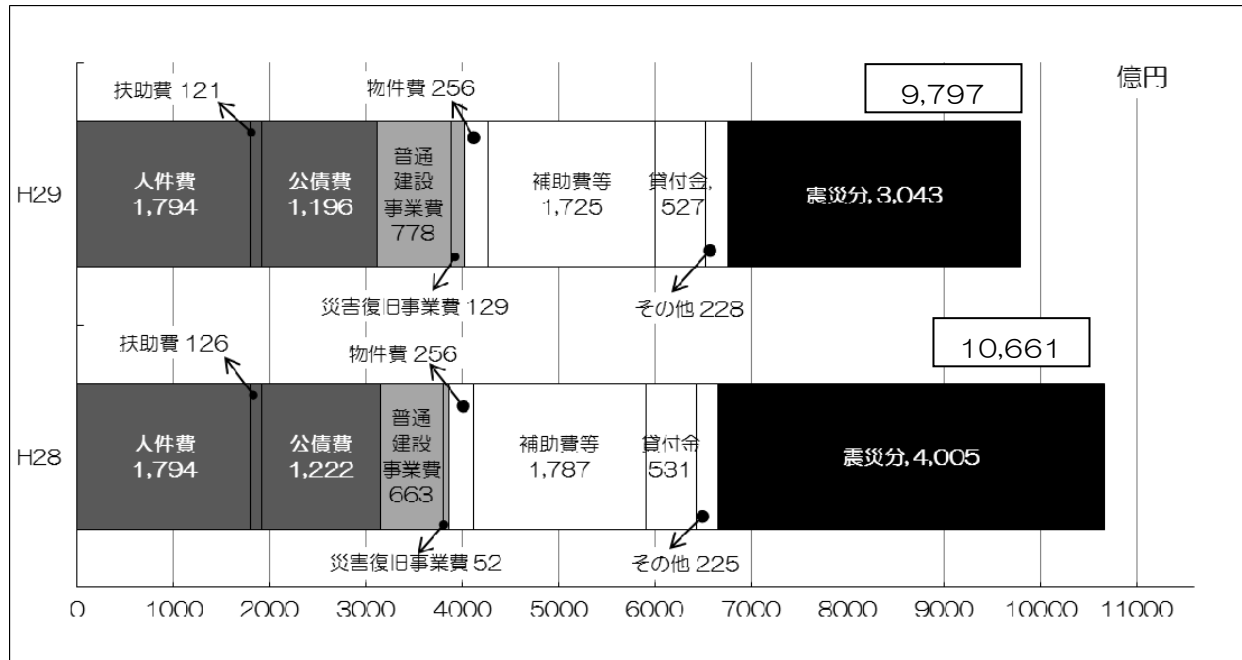 億円
9,797
扶助費 121
物件費 256
H29
人件費
1,794
公債費
1,196
普通
建設
事業費
778
補助費等
1,725
貸付金,
527
震災分, 3,043
災害復旧事業費 129
その他 228
10,661
扶助費 126
物件費 256
H28
人件費
1,794
公債費
1,222
普通
建設
事業費
663
補助費等
1,787
貸付金
531
震災分, 4,005
災害復旧事業費 52
その他 225
0 1000 2000 3000 4000 5000 6000 7000 8000 9000 10000 11000